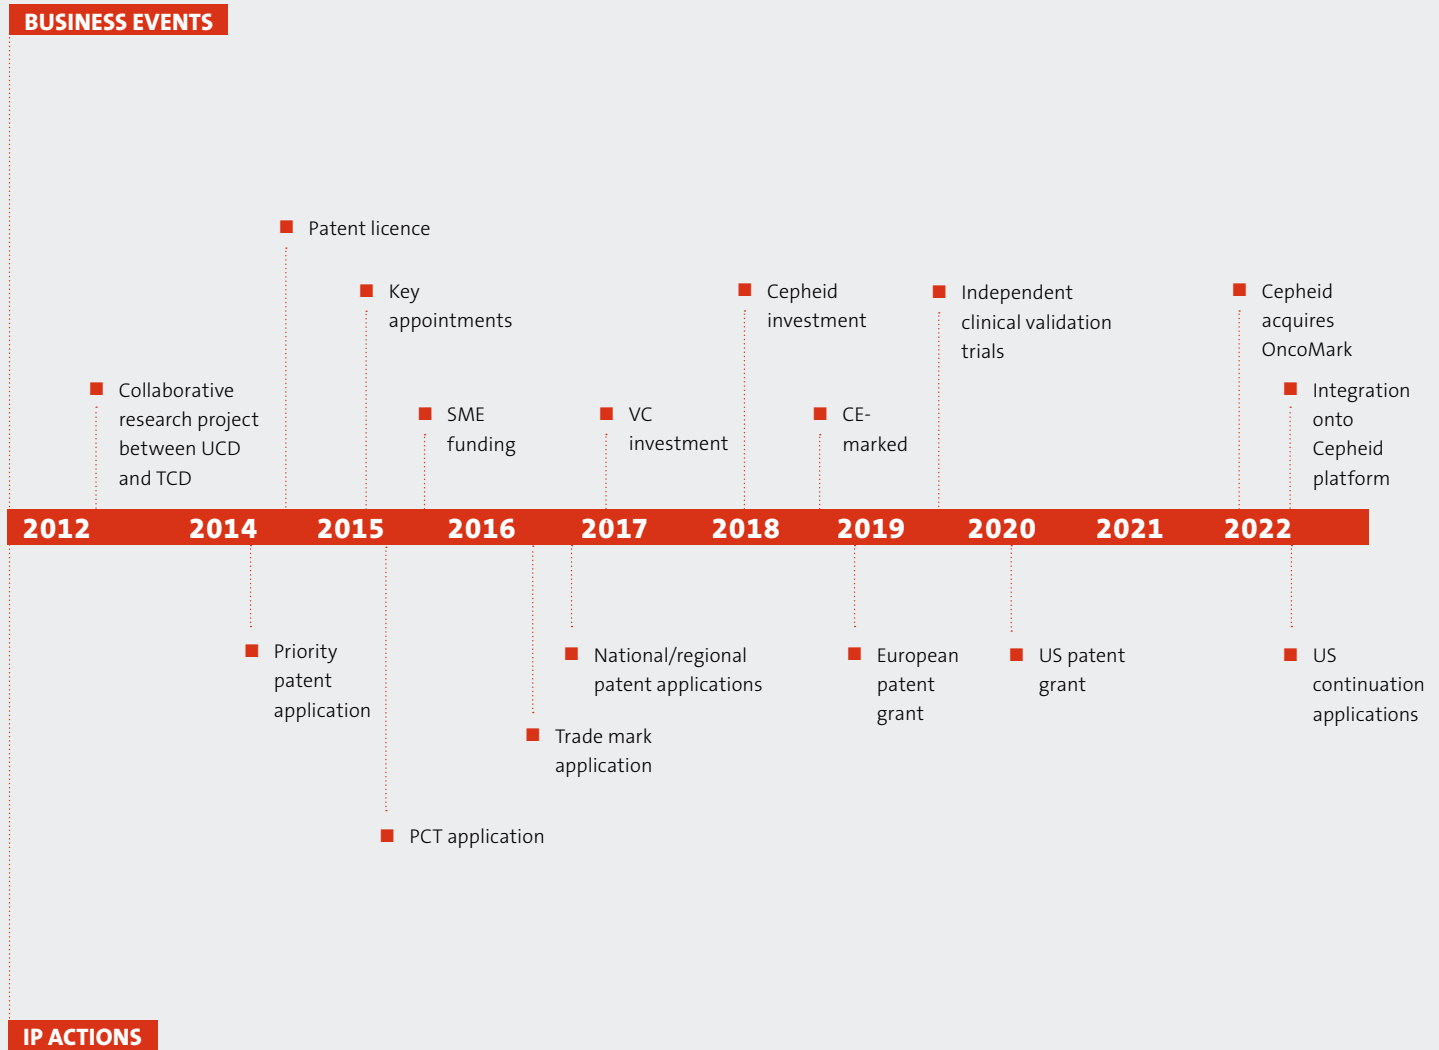 BUSINESS EVENTS
Patent licence
Key
appointments
Cepheid
investment
Independent
clinical validation
trials
Cepheid
acquires
OncoMark
Collaborative
research project
between UCD
and TCD
SME
funding
VC
investment
CE-
marked
Integration
onto
Cepheid
platform
2012 2014 2015 2016 2017 2018 2019 2020 2021 2022
Priority
patent
application
National/regional
patent applications
European
patent
grant
US patent
grant
US
continuation
applications
Trade mark
application
PCT application
IP ACTIONS